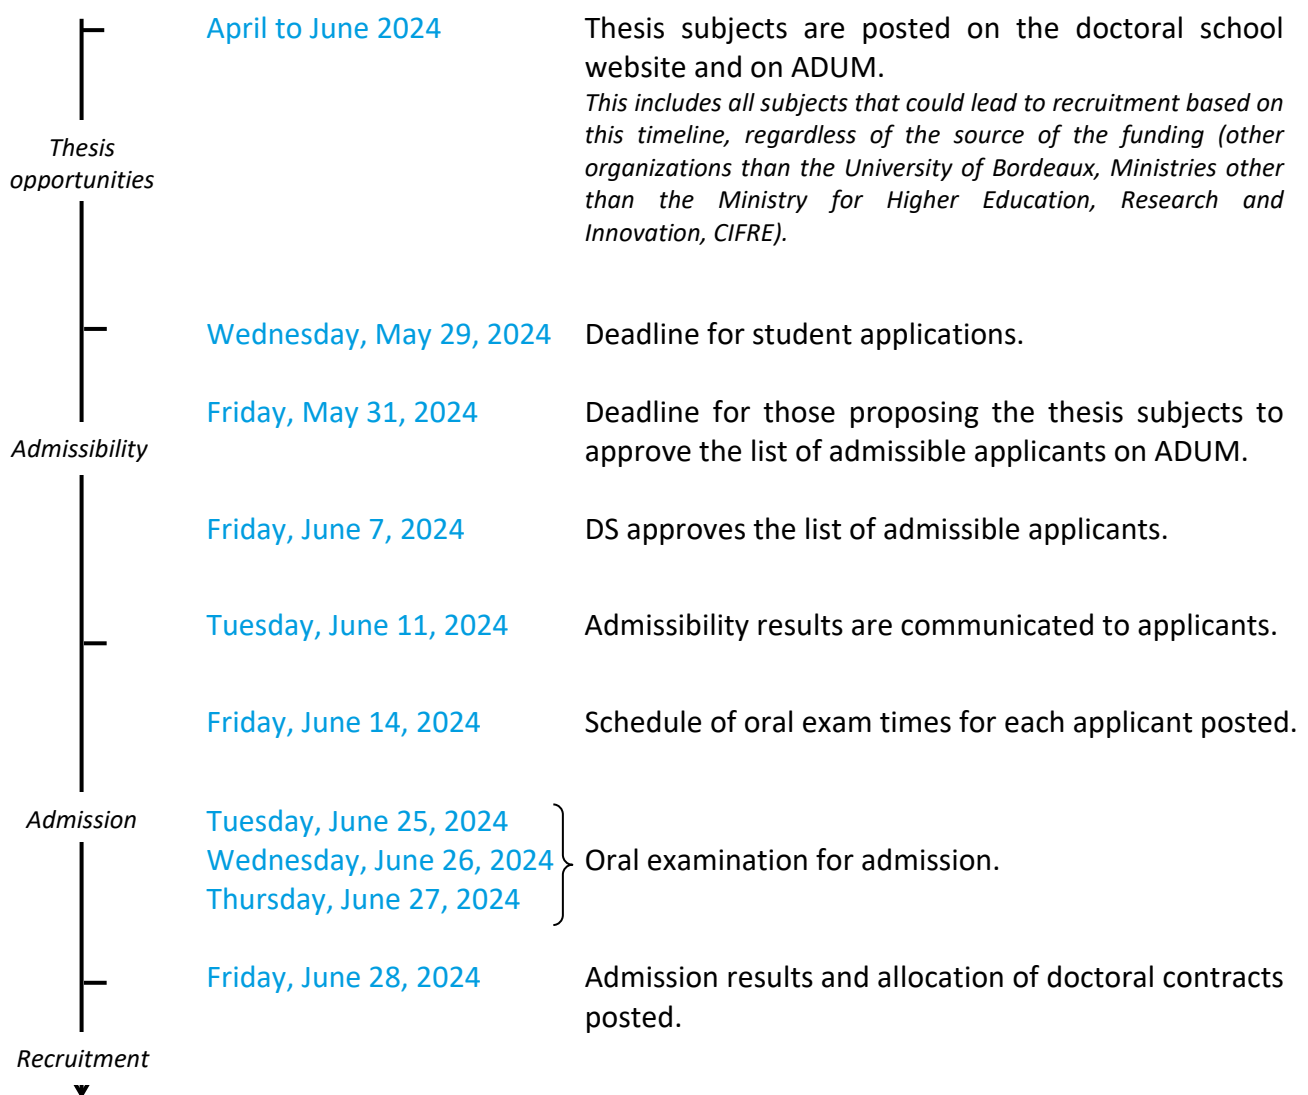 April to June 2024
Thesis subjects are posted on the doctoral school
website and on ADUM.
This includes all subjects that could lead to recruitment based on
this timeline, regardless of the source of the funding (other
organizations than the University of Bordeaux, Ministries other
than the Ministry for Higher Education, Research and
Innovation, CIFRE).
Thesis
opportunities
Wednesday, May 29, 2024
Deadline for student applications.
Friday, May 31, 2024
Deadline for those proposing the thesis subjects to
approve the list of admissible applicants on ADUM.
Admissibility
Friday, June 7, 2024
DS approves the list of admissible applicants.
Tuesday, June 11, 2024
Admissibility results are communicated to applicants.
Friday, June 14, 2024
Schedule of oral exam times for each applicant posted.
Admission
Tuesday, June 25, 2024
Wednesday, June 26, 2024
Thursday, June 27, 2024
Oral examination for admission.
Friday, June 28, 2024
Admission results and allocation of doctoral contracts
posted.
Recruitment